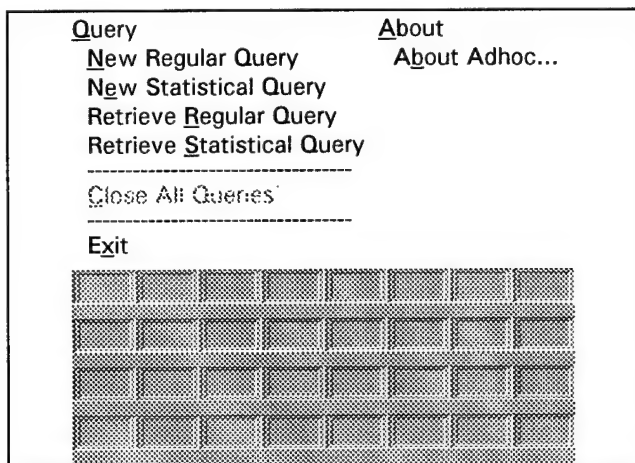 Query About
New Regular Query About Adhoc...
New Statistical Query
Retrieve Regular Query
Retrieve Statistical Query
--------------------------------
Close All Queries
--------------------------------
Exit